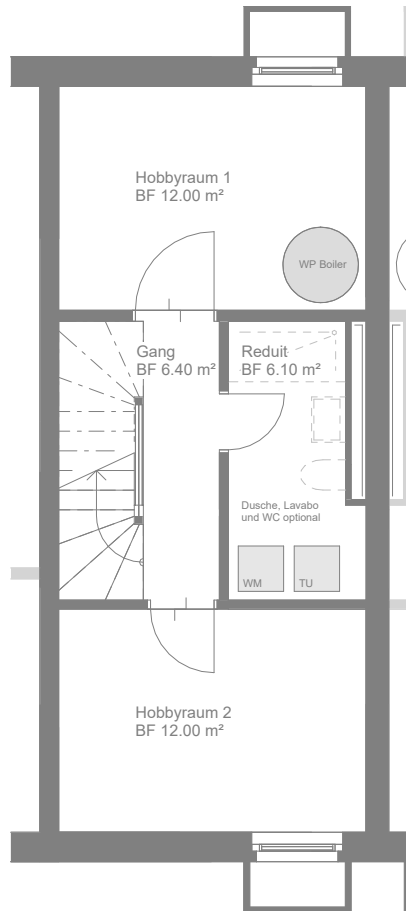 Hobbyraum 1
BF 12.00 m²
WP Boiler
Gang
BF 6.40 m²
Reduit
BF 6.10 m²
Dusche, Lavabo
und WC optional
WM
TU
Hobbyraum 2
BF 12.00 m²